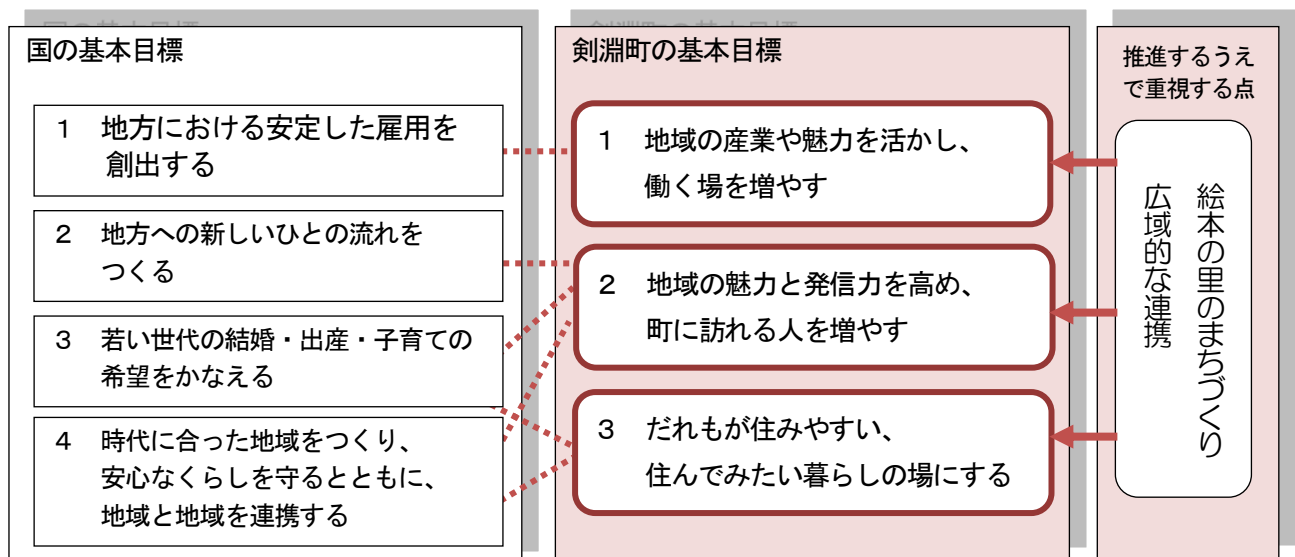 国の基本目標
1 地方における安定した雇用を
創出する
2 地方への新しいひとの流れを
つくる
3 若い世代の結婚・出産・子育ての
希望をかなえる
4 時代に合った地域をつくり、
安心なくらしを守るとともに、
地域と地域を連携する
剣淵町の基本目標
1 地域の産業や魅力を活かし、
働く場を増やす
2 地域の魅力と発信力を高め、
町に訪れる人を増やす
3 だれもが住みやすい、
住んでみたい暮らしの場にする
推進するうえ
で重視する点
絵本の里のまちづくり
広域的な連携